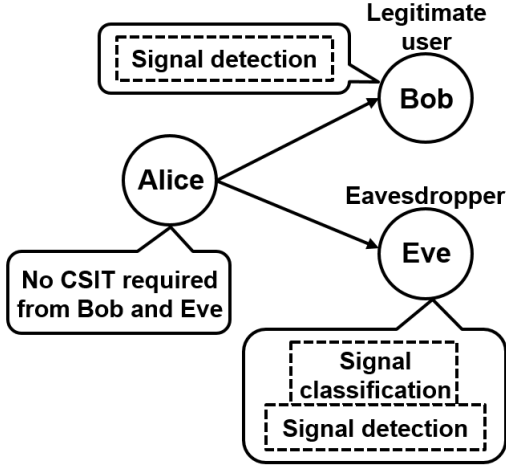 Legitimate
user
Signal detection
Bob
Alice
Eavesdropper
Eve
No CSIT required
from Bob and Eve
Signal
classification
Signal detection